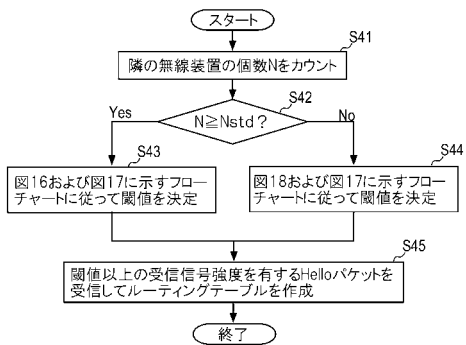 スタート
S41
隣の無線装置の個数Nをカウント
S42
N≧Nstd？
Yes
No
S43
図16および図17に示すフロー
チャートに従って閾値を決定
S44
図18および図17に示すフロー
チャートに従って閾値を決定
S45
閾値以上の受信信号強度を有するHelloパケットを
受信してルーティングテーブルを作成
終了